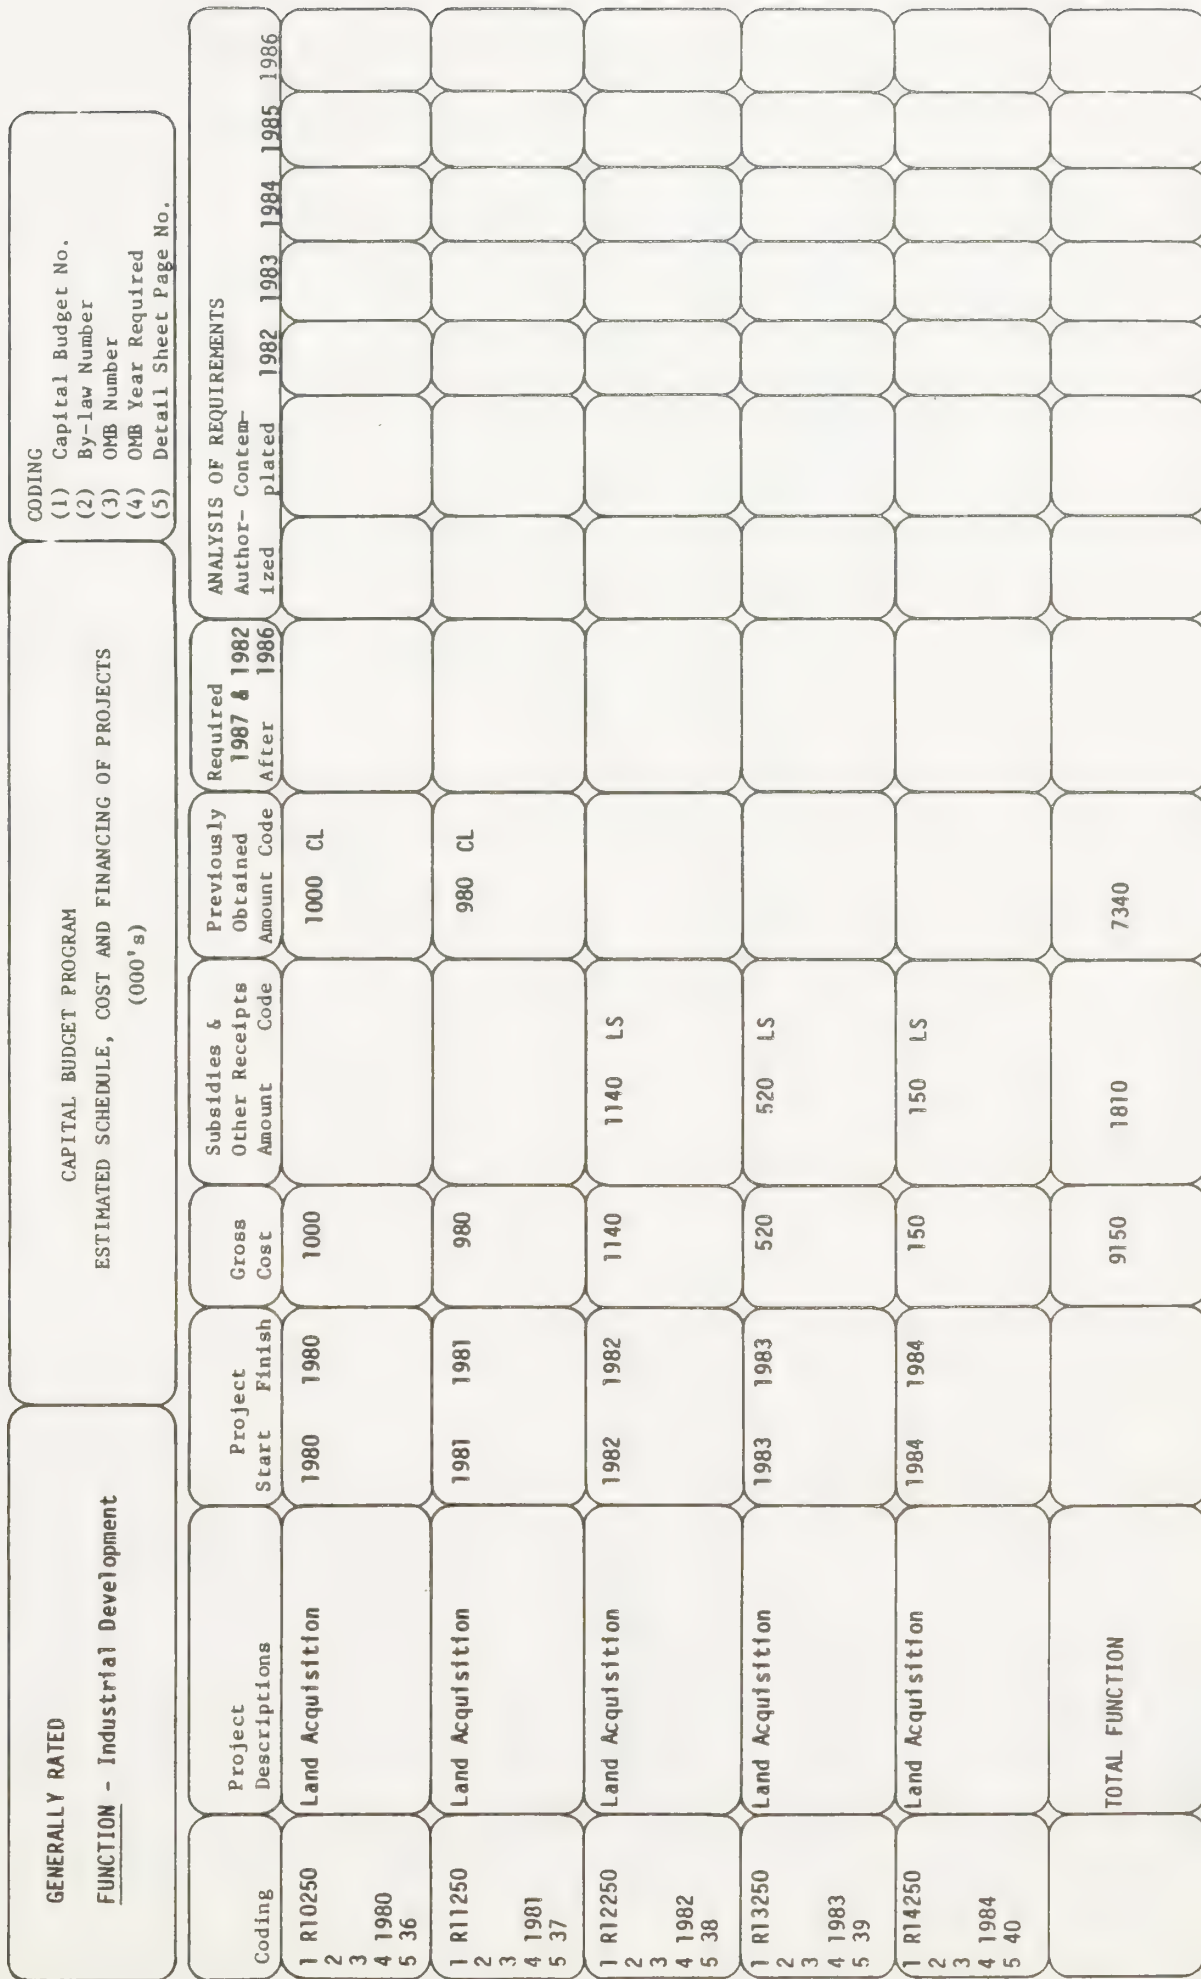 GENERALLY RATED
FUNCTION - Industrial Development
CAPITAL BUDGET PROGRAM
ESTIMATED SCHEDULE, COST AND FINANCING OF PROJECTS
(000's)
CODING
(1) Capital Budget No.
(2) By-law Number
(3) OMB Number
(4) OMB Year Required
(5) Detail Sheet Page No.
Coding
Project
Descriptions
Project
Start Finish
Gross
Cost
Subsidies &
Other Receipts
Amount Code
Previously
Obtained
Amount Code
Required
1987 & 1982
After 1986
ANALYSIS OF REQUIREMENTS
Author- Contem-
ized plated 1982 1983 1984 1985 1986
1 R10250 Land Acquisition 1980 1980 1000 1000 CL
2
3
4 1980
5 36
1 R11250 Land Acquisition 1981 1981 980 980 CL
2
3
4 1981
5 37
1 R12250 Land Acquisition 1982 1982 1140 1140 LS
2
3
4 1982
5 38
1 R13250 Land Acquisition 1983 1983 520 520 LS
2
3
4 1983
5 39
1 R14250 Land Acquisition 1984 1984 150 150 LS
2
3
4 1984
5 40
TOTAL FUNCTION 9150 1810 7340